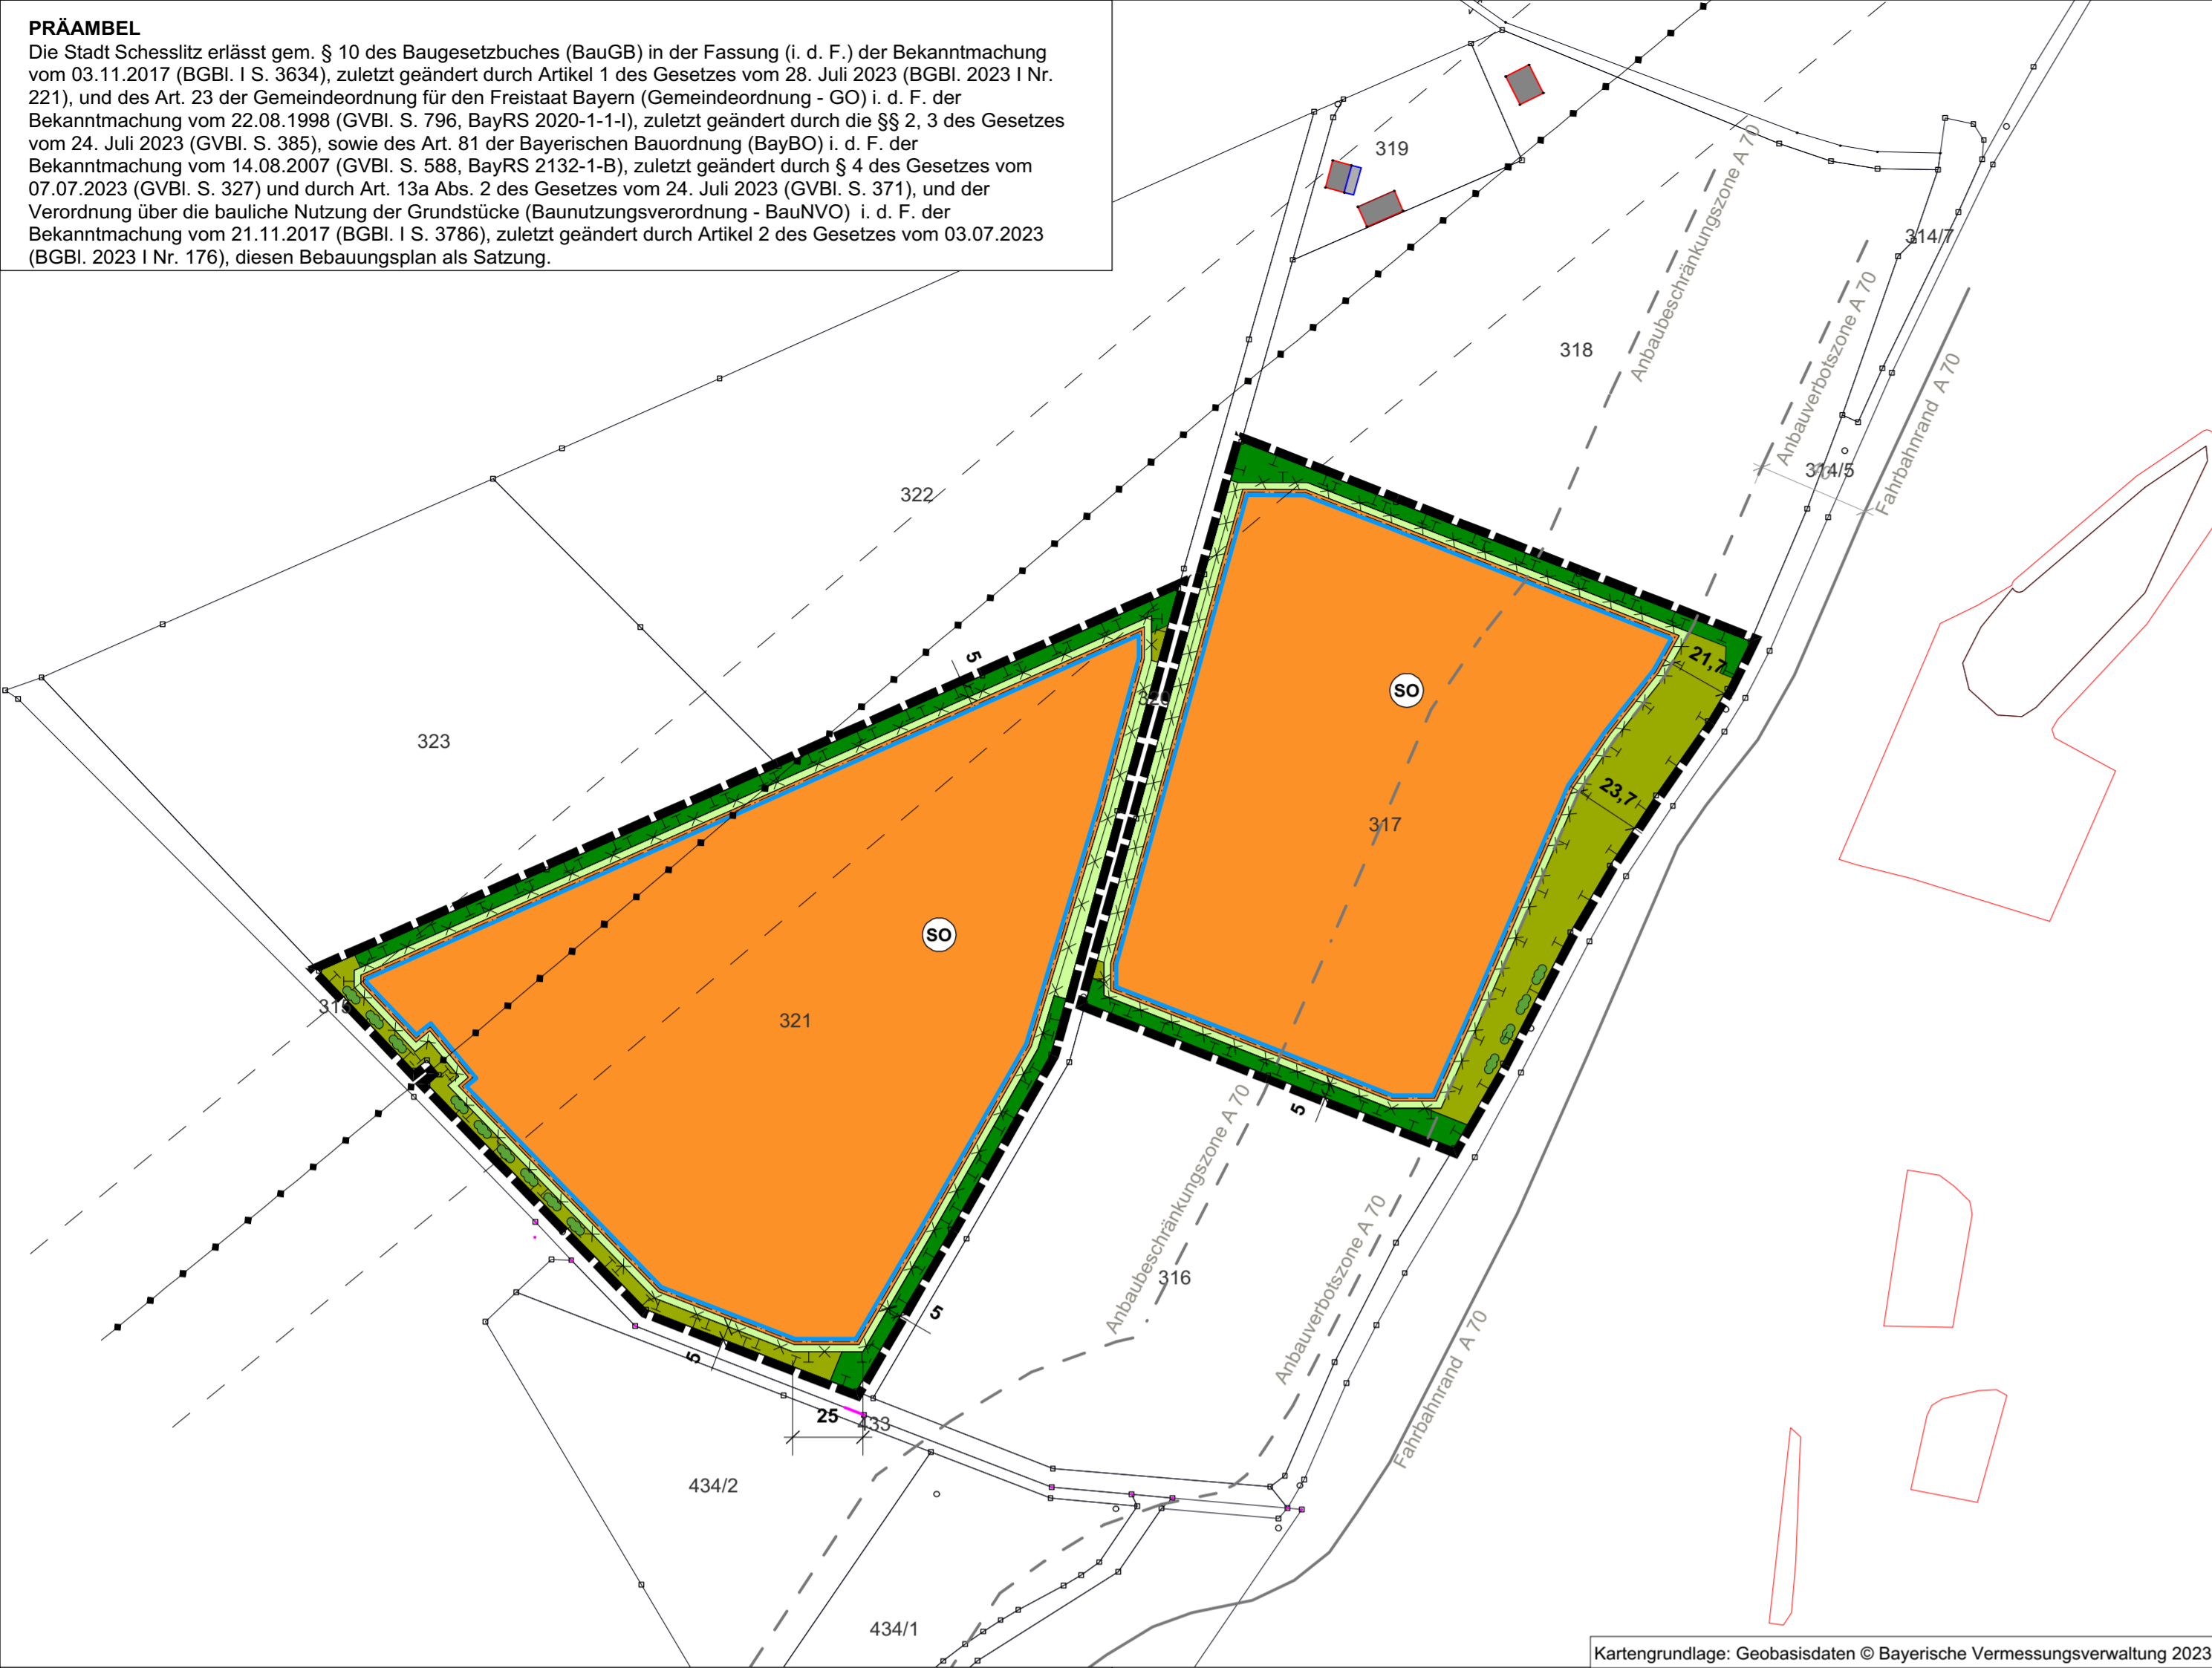 PRÄAMBEL
Die Stadt Schesslitz erlässt gem. § 10 des Baugesetzbuches (BauGB) in der Fassung (i. d. F.) der Bekanntmachung
vom 03.11.2017 (BGBl. I S. 3634), zuletzt geändert durch Artikel 1 des Gesetzes vom 28. Juli 2023 (BGBl. 2023 I Nr.
221), und des Art. 23 der Gemeindeordnung für den Freistaat Bayern (Gemeindeordnung - GO) i. d. F. der
Bekanntmachung vom 22.08.1998 (GVBl. S. 796, BayRS 2020-1-1-I), zuletzt geändert durch die §§ 2, 3 des Gesetzes
vom 24. Juli 2023 (GVBl. S. 385), sowie des Art. 81 der Bayerischen Bauordnung (BayBO) i. d. F. der
Bekanntmachung vom 14.08.2007 (GVBl. S. 588, BayRS 2132-1-B), zuletzt geändert durch § 4 des Gesetzes vom
07.07.2023 (GVBl. S. 327) und durch Art. 13a Abs. 2 des Gesetzes vom 24. Juli 2023 (GVBl. S. 371), und der
Verordnung über die bauliche Nutzung der Grundstücke (Baunutzungsverordnung - BauNVO) i. d. F. der
Bekanntmachung vom 21.11.2017 (BGBl. I S. 3786), zuletzt geändert durch Artikel 2 des Gesetzes vom 03.07.2023
(BGBl. 2023 I Nr. 176), diesen Bebauungsplan als Satzung.
319
314/7
Anbaubeschränkungszone A 70
318
Anbauverbotszone A 70
Fahrbahnrand A 70
314/5
322
5
21,7
SO
320
323
23,7
317
SO
321
5
Anbaubeschränkungszone A 70
316
Anbauverbotszone A 70
5
5
Fahrbahnrand A 70
25
433
434/2
434/1
Kartengrundlage: Geobasisdaten © Bayerische Vermessungsverwaltung 2023